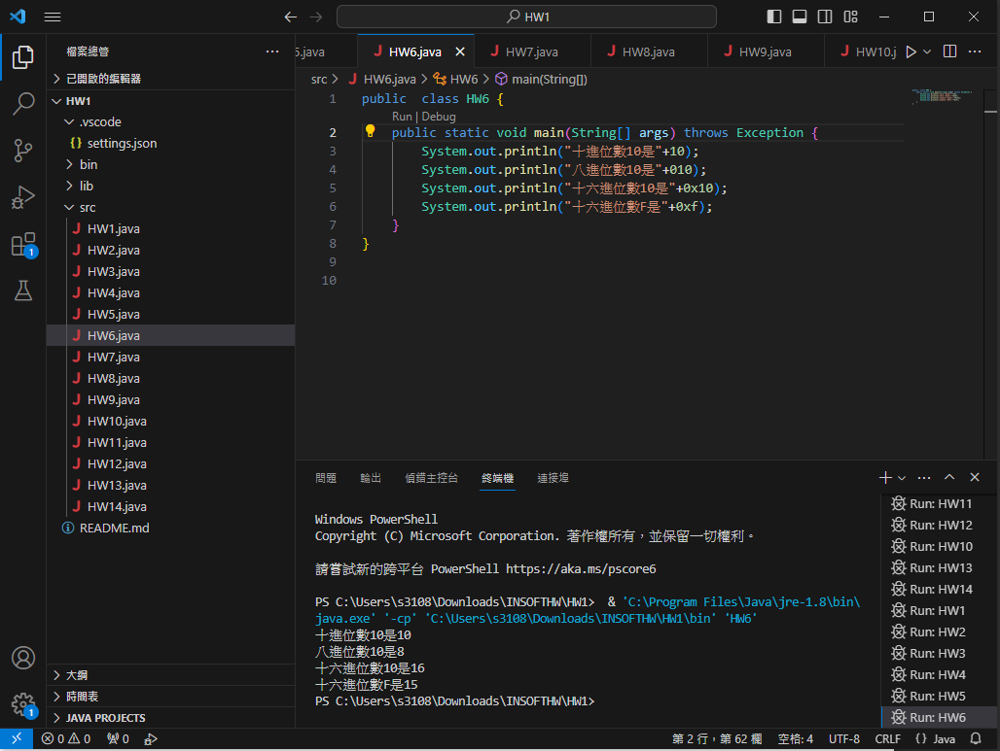 HW1
檔案總管
已開啟的編輯器
HW1
.vscode
{} settings.json
bin
lib
src
J HW1.java
J HW2.java
J HW3.java
J HW4.java
J HW5.java
J HW6.java
J HW7.java
J HW8.java
J HW9.java
J HW10.java
J HW11.java
J HW12.java
J HW13.java
J HW14.java
README.md
大綱
時間表
JAVA PROJECTS
5.java
J HW6.java
J HW7.java
J HW8.java
J HW9.java
J HW10.j
src > J HW6.java > HW6 > main(String[])
1 public  class HW6 {
Run | Debug
2 public static void main(String[] args) throws Exception {
3 System.out.println("十進位數10是"+10);
4 System.out.println("八進位數10是"+010);
5 System.out.println("十六進位數10是"+0x10);
6 System.out.println("十六進位數F是"+0xf);
7 }
8 }
9
10
問題 輸出 偵錯主控台 終端機 連接埠
Windows PowerShell
Copyright (C) Microsoft Corporation. 著作權所有，並保留一切權利。
請嘗試新的跨平台 PowerShell https://aka.ms/pscore6
PS C:\Users\s3108\Downloads\INSOFTHW\HW1>  & 'C:\Program Files\Java\jre-1.8\bin\
java.exe' '-cp' 'C:\Users\s3108\Downloads\INSOFTHW\HW1\bin' 'HW6'
十進位數10是10
八進位數10是8
十六進位數10是16
十六進位數F是15
PS C:\Users\s3108\Downloads\INSOFTHW\HW1>
Run: HW11
Run: HW12
Run: HW10
Run: HW13
Run: HW14
Run: HW1
Run: HW2
Run: HW3
Run: HW4
Run: HW5
Run: HW6
1
1
0 0 0
第 2 行，第 62 欄 空格: 4 UTF-8 CRLF {} Java